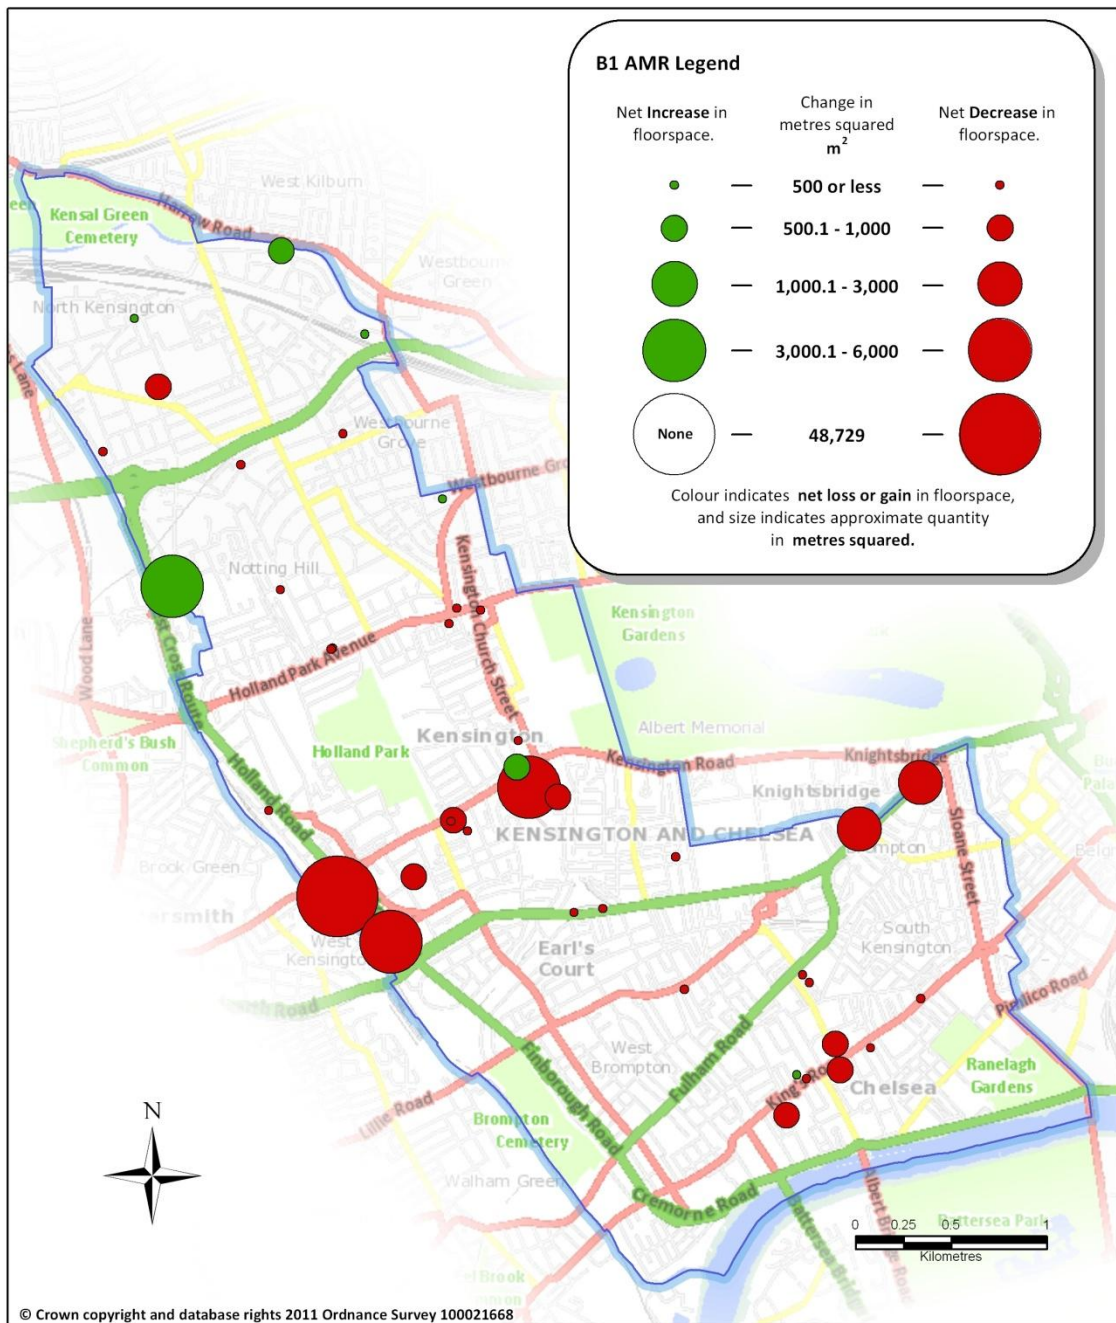 B1 AMR Legend
Net Increase in
floorspace.
Change in
metres squared
m²
Net Decrease in
floorspace.
— 500 or less —
— 500.1 - 1,000 —
— 1,000.1 - 3,000 —
— 3,000.1 - 6,000 —
None — 48,729 —
Colour indicates net loss or gain in floorspace,
and size indicates approximate quantity
in metres squared.
West Kilburn
Kensal Green
Cemetery
Harrow Road
Westbourne
Green
North Kensington
Westbourne
Grove
Westbourne Gro
Notting Hill
Kensington Church Street
Kensington
Gardens
Wood Lane
Holland Park Avenue
Albert Memorial
Shepherd's Bush
Common
Holland Park
Kensington
Kensington Road
Knightsbridge
Knightsbridge
Holland Road
KENSINGTON AND CHELSEA
Sloane Street
Brook Green
West
Kensington
Earl's
Court
South
Kensington
Pimlico Road
West
Brompton
Finborough Road
Fulham Road
King's Ro
Chelsea
Ranelagh
Gardens
Lillie Road
Brompton
Cemetery
Walham Green
Cremorne Road
Battersea Bridge
Albert Bridge Road
Battersea Park
N
0 0.25 0.5 1
Kilometres
© Crown copyright and database rights 2011 Ordnance Survey 100021668